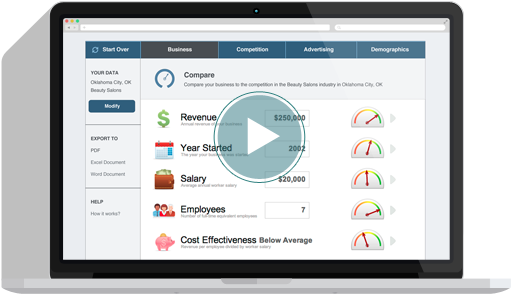 Start Over
Business
Competition
Advertising
Demographics
YOUR DATA
Oklahoma City, OK
Beauty Salons
Modify
EXPORT TO
PDF
Excel Document
Word Document
HELP
How it works?
Compare
Compare your business to the competition in the Beauty Salons industry in Oklahoma City, OK
Revenue $250,000
Annual revenue of your business
Year Started 2002
The year your business was started
Salary $20,000
Average annual worker salary
Employees 7
Number of full-time equivalent employees
Cost Effectiveness Below Average
Revenue per employee divided by worker salary